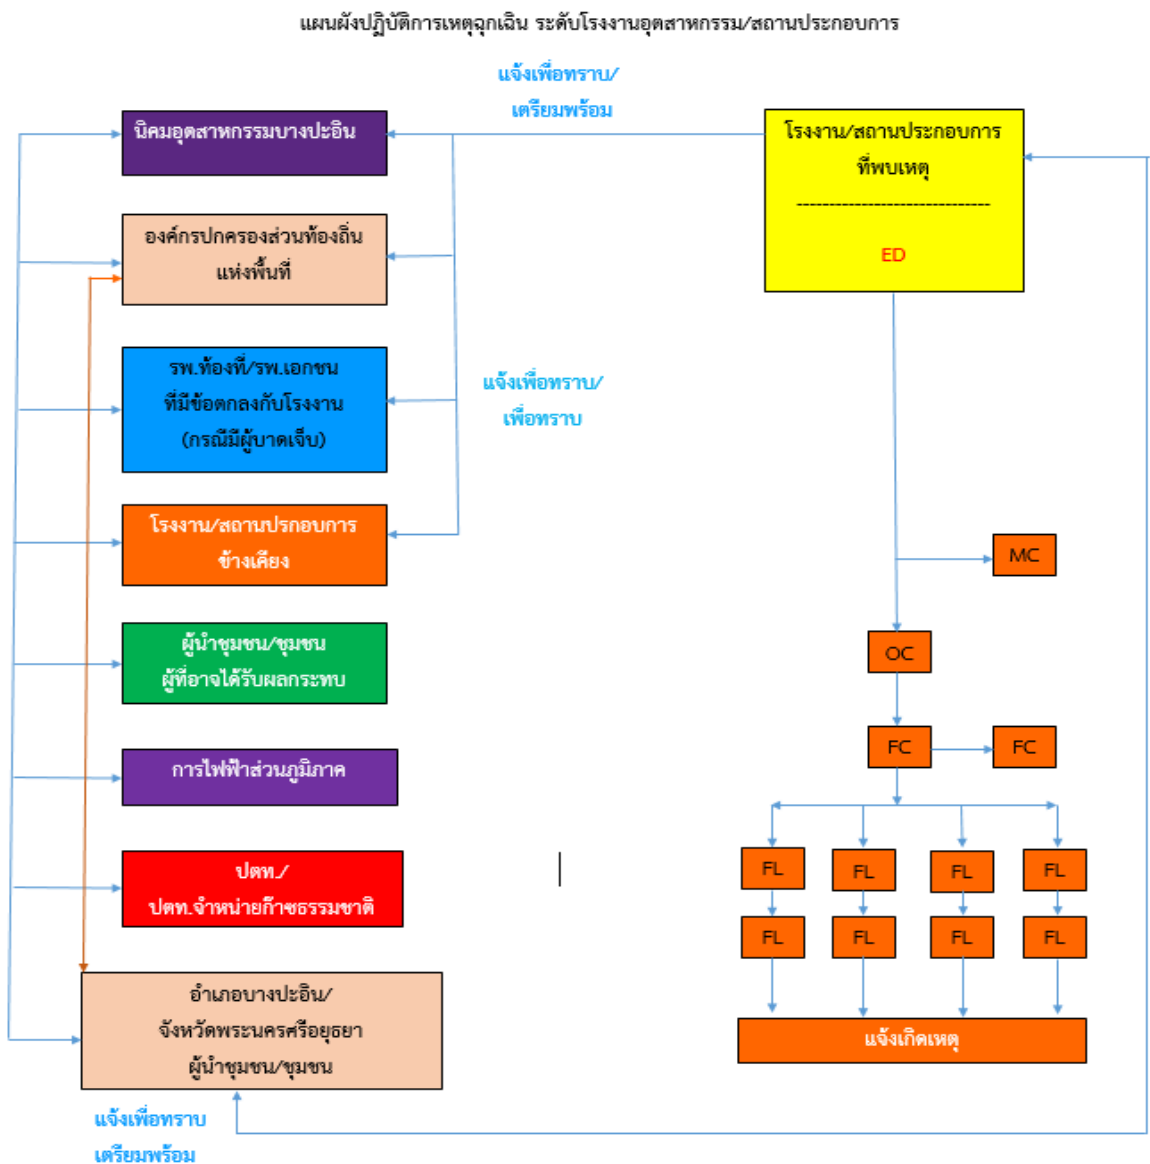 แผนผังปฏิบัติการเหตุฉุกเฉิน ระดับโรงงานอุตสาหกรรม/สถานประกอบการ
แจ้งเพื่อทราบ/
เตรียมพร้อม
นิคมอุตสาหกรรมบางปะอิน
โรงงาน/สถานประกอบการ
ที่พบเหตุ
------------------------------
ED
องค์กรปกครองส่วนท้องถิ่น
แห่งพื้นที่
รพ.ท้องที่/รพ.เอกชน
ที่มีข้อตกลงกับโรงงาน
(กรณีมีผู้บาดเจ็บ)
แจ้งเพื่อทราบ/
เพื่อทราบ
โรงงาน/สถานปรกอบการ
ข้างเคียง
MC
ผู้นำชุมชน/ชุมชน
ผู้ที่อาจได้รับผลกระทบ
OC
การไฟฟ้าส่วนภูมิภาค
FC FC
ปตท./
ปตท.จำหน่ายก๊าซธรรมชาติ
FL FL FL FL
FL FL FL FL
อำเภอบางปะอิน/
จังหวัดพระนครศรีอยุธยา
ผู้นำชุมชน/ชุมชน
แจ้งเกิดเหตุ
แจ้งเพื่อทราบ
เตรียมพร้อม